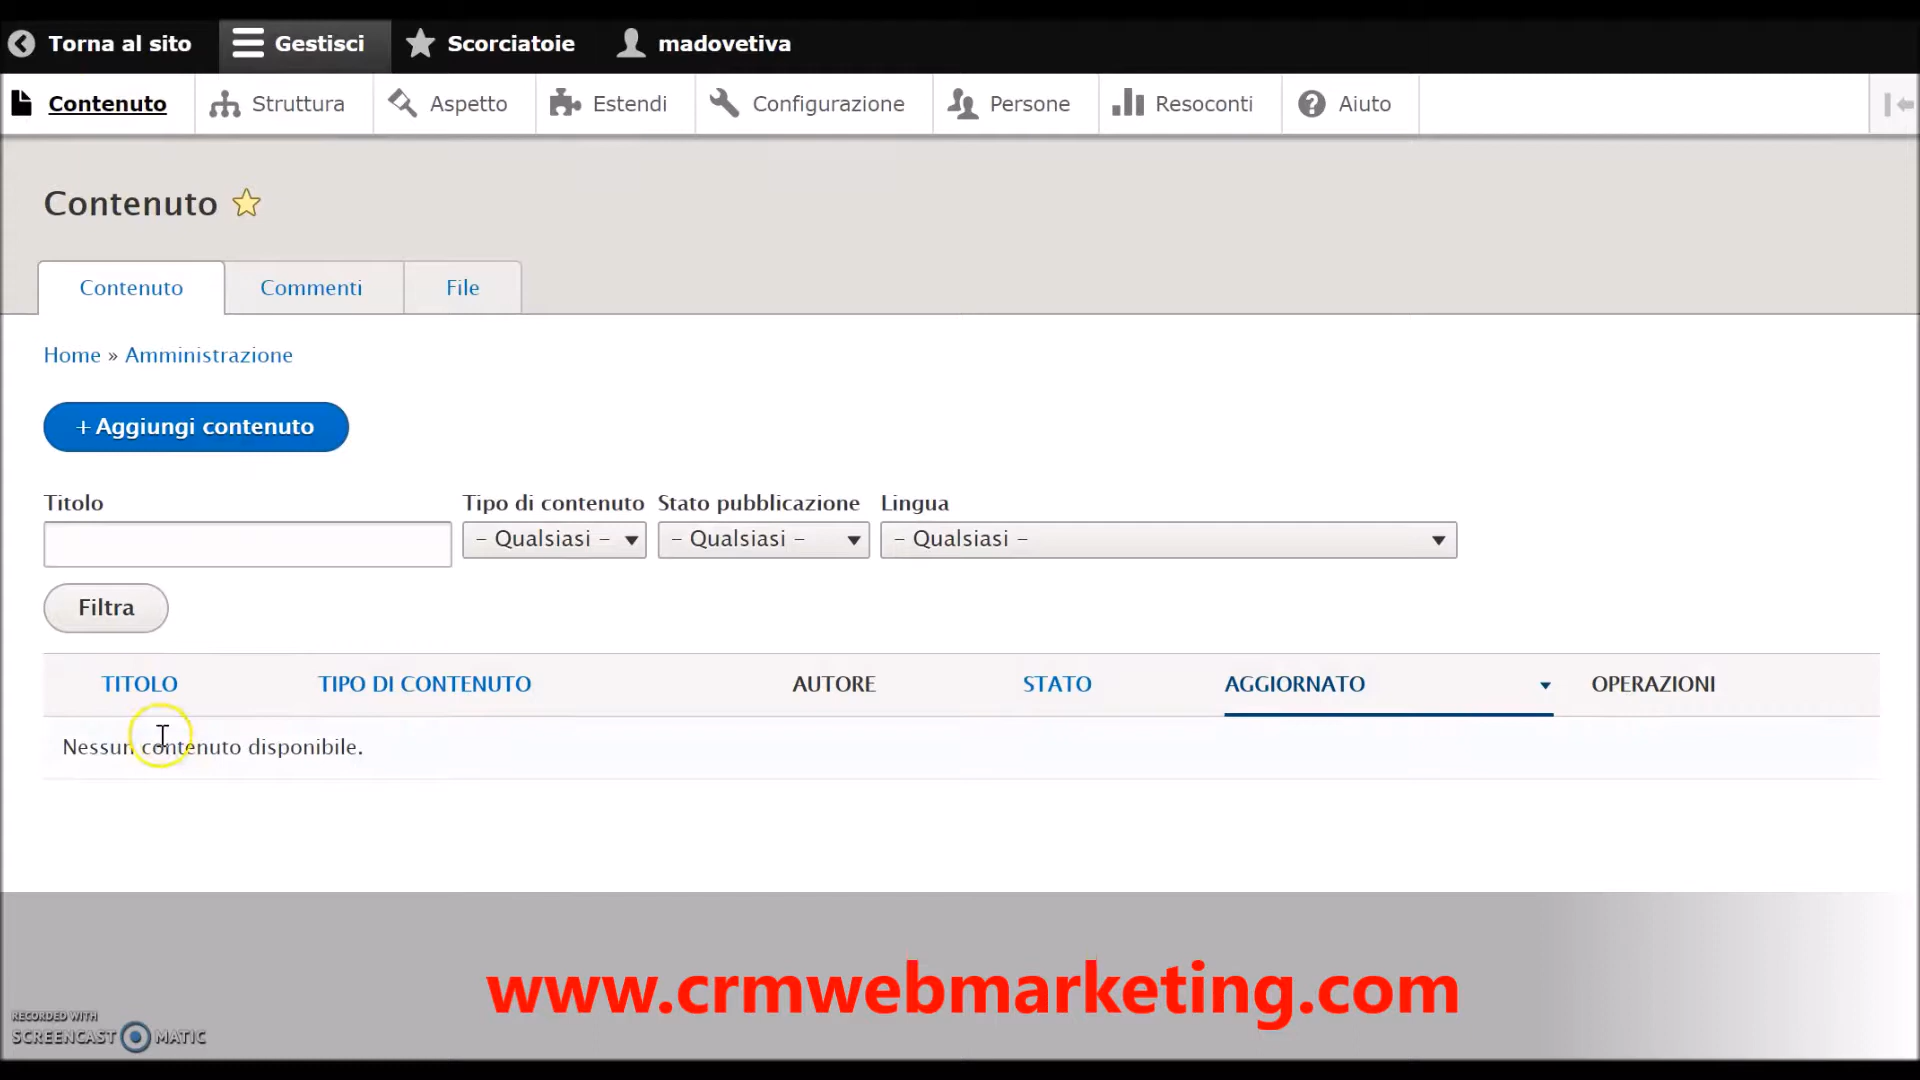 Torna al sito Gestisci Scorciatoie madovetiva
Contenuto Struttura Aspetto Estendi Configurazione Persone Resoconti Aiuto
Contenuto
Contenuto Commenti File
Home » Amministrazione
+ Aggiungi contenuto
Titolo Tipo di contenuto Stato pubblicazione Lingua
- Qualsiasi - - Qualsiasi - - Qualsiasi -
Filtra
TITOLO TIPO DI CONTENUTO AUTORE STATO AGGIORNATO OPERAZIONI
Nessun contenuto disponibile.
www.crmwebmarketing.com
RECORDED WITH
SCREENCAST MATIC